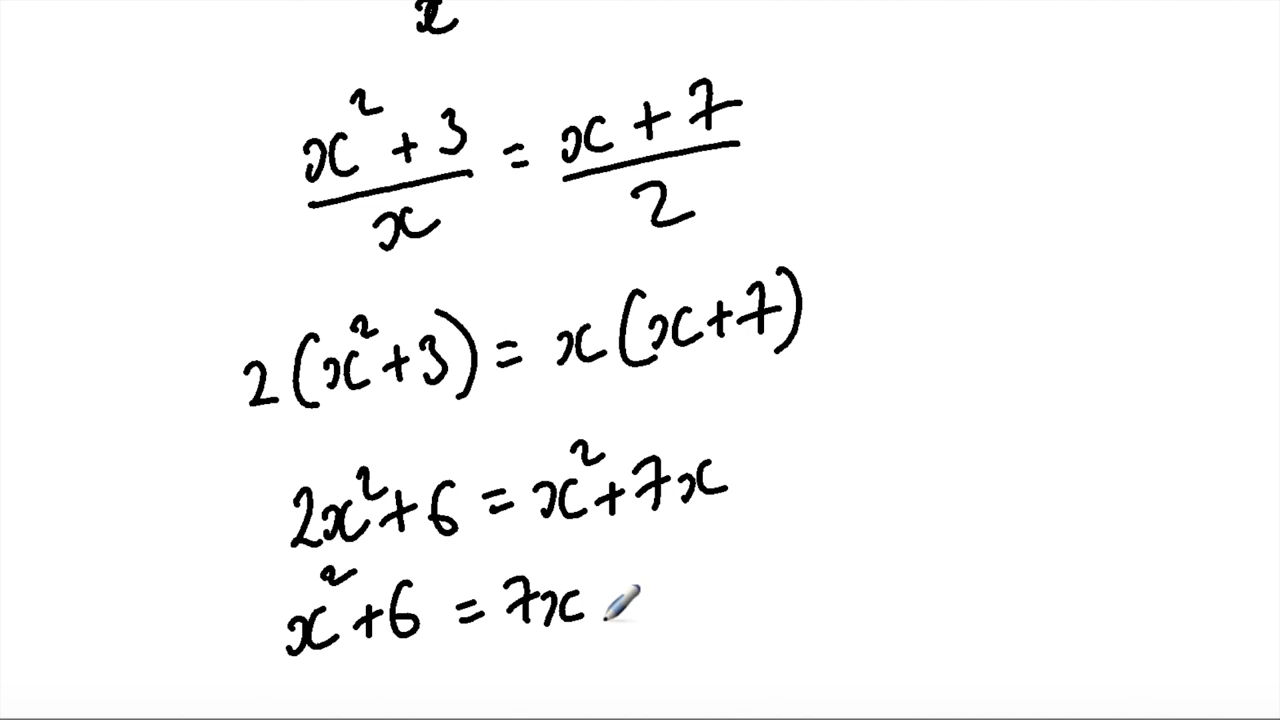 x
x² + 3 / x = x + 7 / 2
2(x² + 3) = x(x + 7)
2x² + 6 = x² + 7x
x² + 6 = 7x